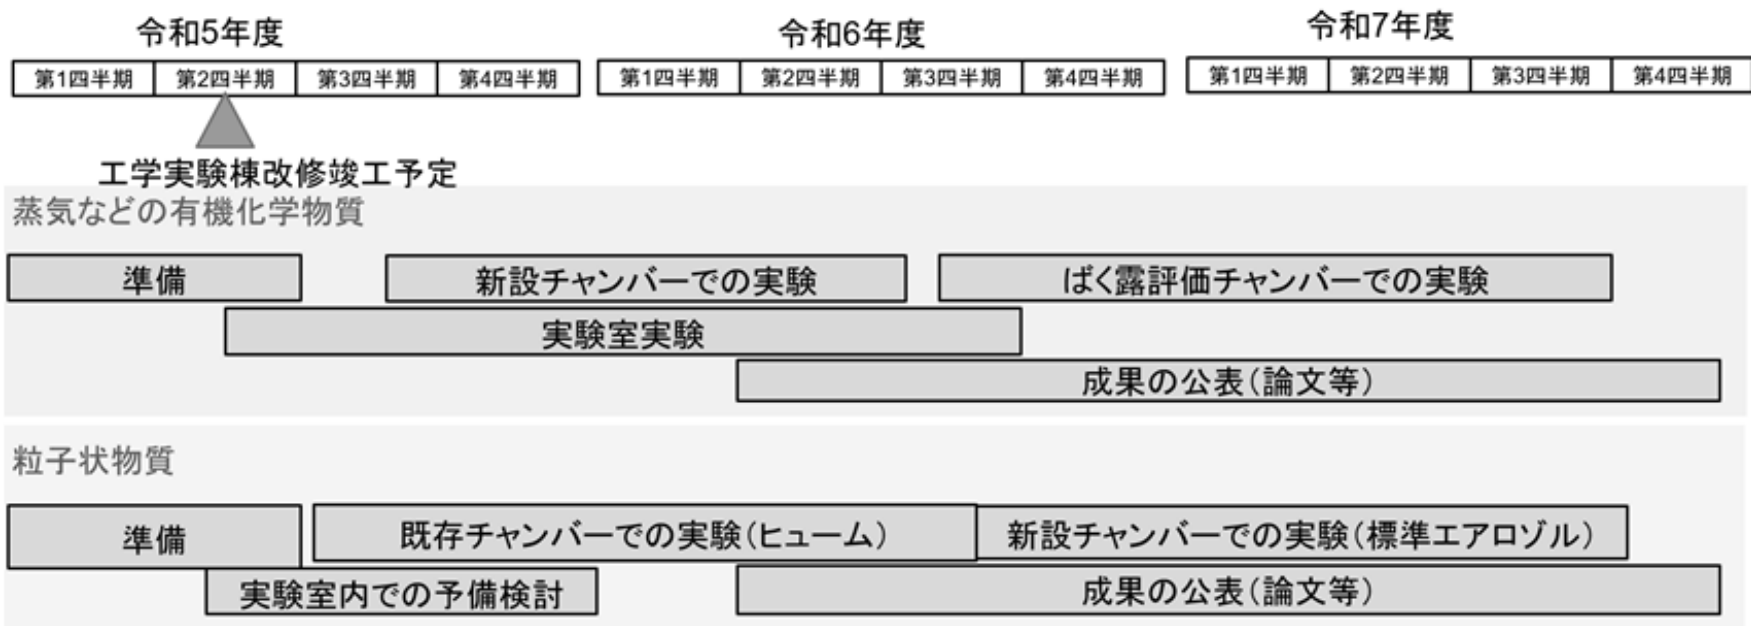 令和5年度
令和6年度
令和7年度
第1四半期 第2四半期 第3四半期 第4四半期
第1四半期 第2四半期 第3四半期 第4四半期
第1四半期 第2四半期 第3四半期 第4四半期
工学実験棟改修竣工予定
蒸気などの有機化学物質
準備
新設チャンバーでの実験
ばく露評価チャンバーでの実験
実験室実験
成果の公表(論文等)
粒子状物質
準備
既存チャンバーでの実験(ヒューム)
新設チャンバーでの実験(標準エアロゾル)
実験室内での予備検討
成果の公表(論文等)